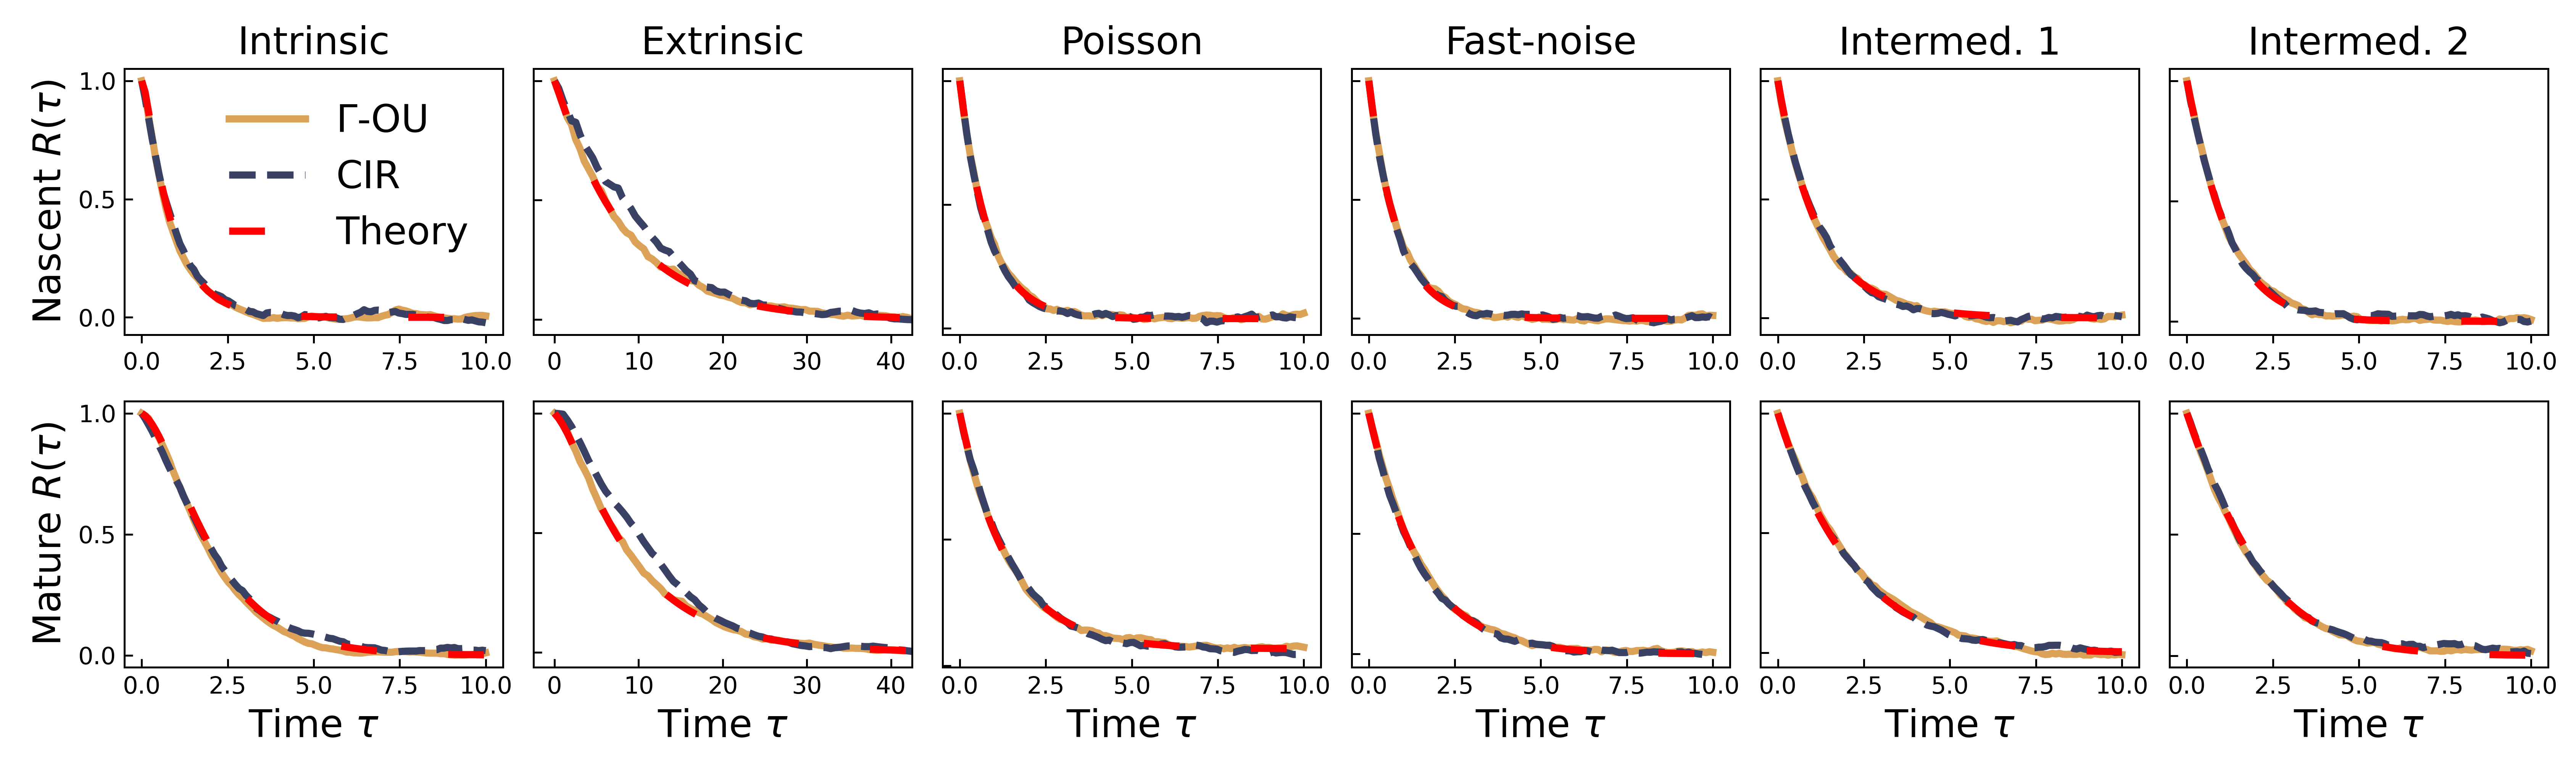 Intrinsic Extrinsic Poisson Fast-noise Intermed. 1 Intermed. 2
Nascent R(τ)
1.0
0.5
0.0
Γ-OU
CIR
Theory
0.0 2.5 5.0 7.5 10.0 0 10 20 30 40 0.0 2.5 5.0 7.5 10.0 0.0 2.5 5.0 7.5 10.0 0.0 2.5 5.0 7.5 10.0 0.0 2.5 5.0 7.5 10.0
Mature R(τ)
1.0
0.5
0.0
0.0 2.5 5.0 7.5 10.0 0 10 20 30 40 0.0 2.5 5.0 7.5 10.0 0.0 2.5 5.0 7.5 10.0 0.0 2.5 5.0 7.5 10.0 0.0 2.5 5.0 7.5 10.0
Time τ Time τ Time τ Time τ Time τ Time τ